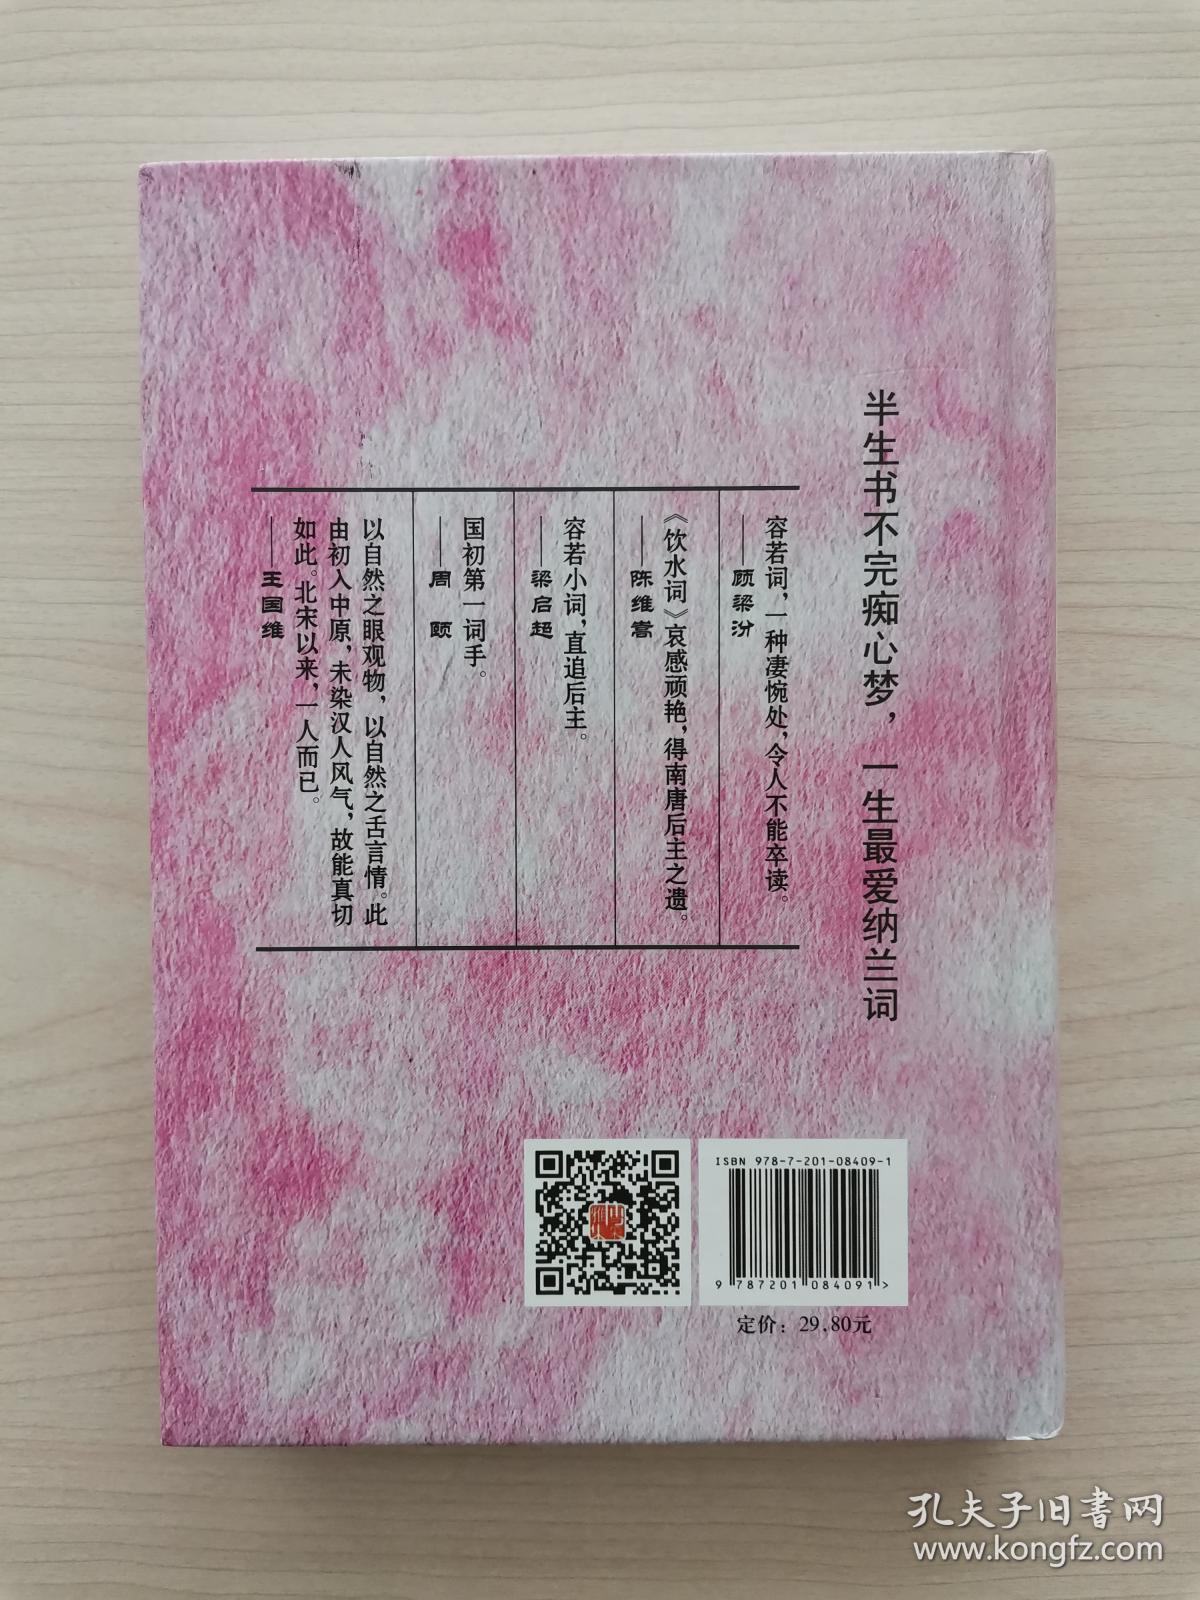 半生书不完痴心梦，一生最爱纳兰词
容若词，一种凄惋处，令人不能卒读。
——顾梁汾
《饮水词》哀感顽艳，得南唐后主之遗。
——陈维嵩
容若小词，直追后主。
——梁启超
国初第一词手。
——周 颐
以自然之眼观物，以自然之舌言情。此
由初入中原，未染汉人风气，故能真切
如此。北宋以来，一人而已。
——王国维
ISBN 978-7-201-08409-1
9 787201 084091 >
定价：29.80元
孔夫子旧书网
www.kongfz.com